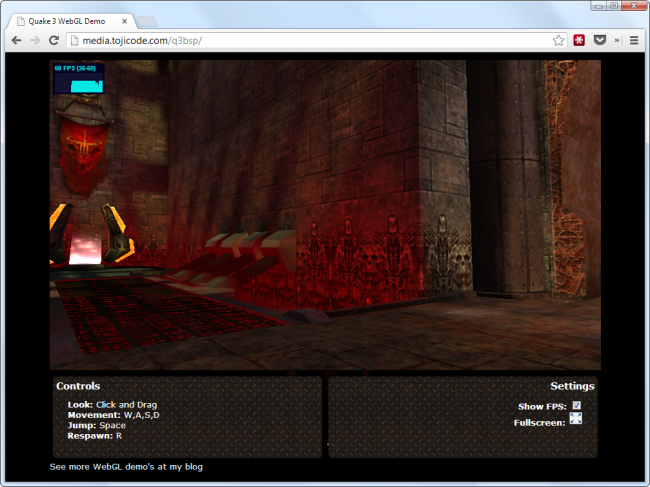 Quake 3 WebGL Demo
media.tojicode.com/q3bsp/
60 FPS (36-60)
Controls
Look: Click and Drag
Movement: W,A,S,D
Jump: Space
Respawn: R
Settings
Show FPS:
Fullscreen:
See more WebGL demo's at my blog